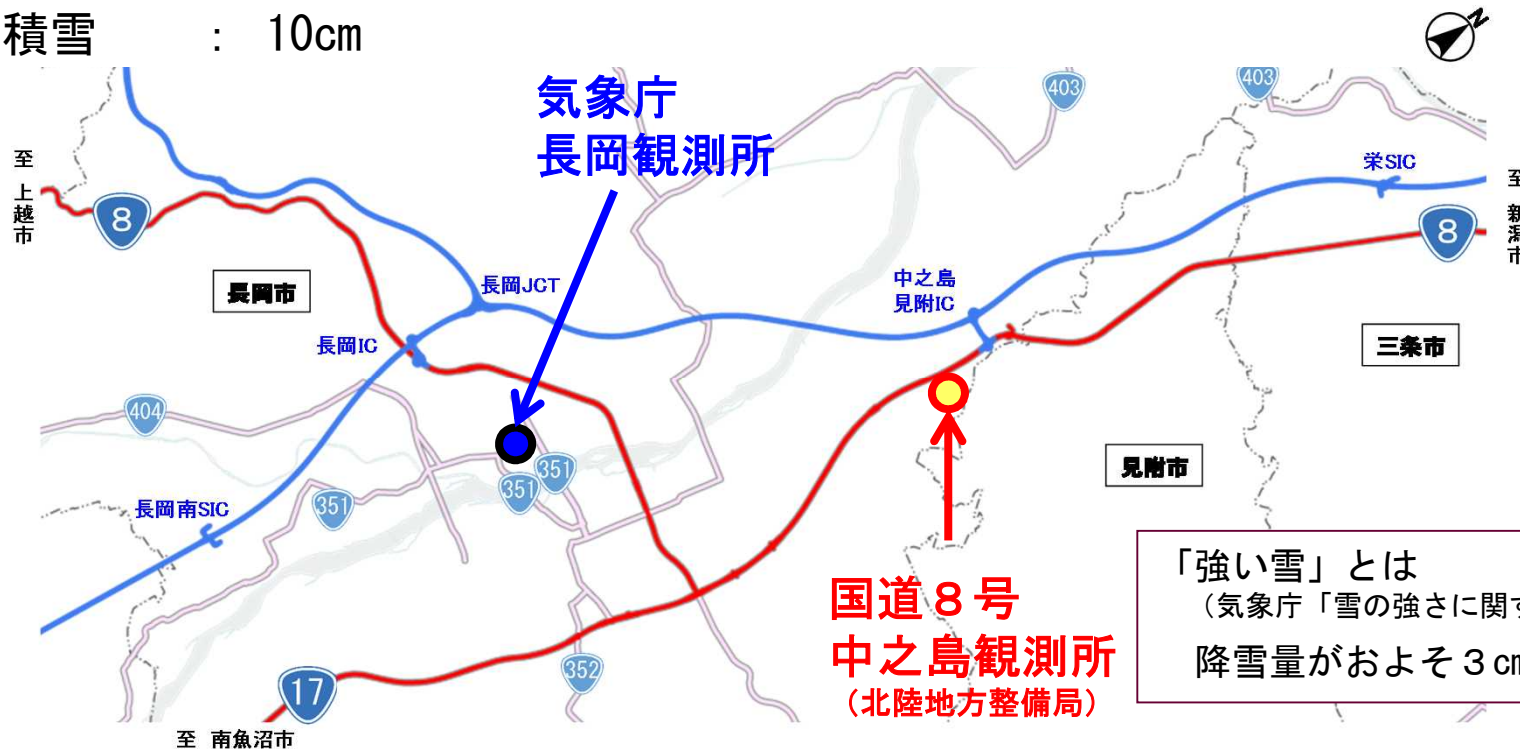 積雪　　：　10cm
N
気象庁
長岡観測所
403
403
栄SIC
至 上越市
至 新潟市
8
8
長岡市
長岡JCT
中之島
見附IC
長岡IC
三条市
404
351
351
351
見附市
長岡南SIC
「強い雪」とは
（気象庁「雪の強さに関す
降雪量がおよそ３cm
国道８号
中之島観測所
（北陸地方整備局）
352
17
至 南魚沼市